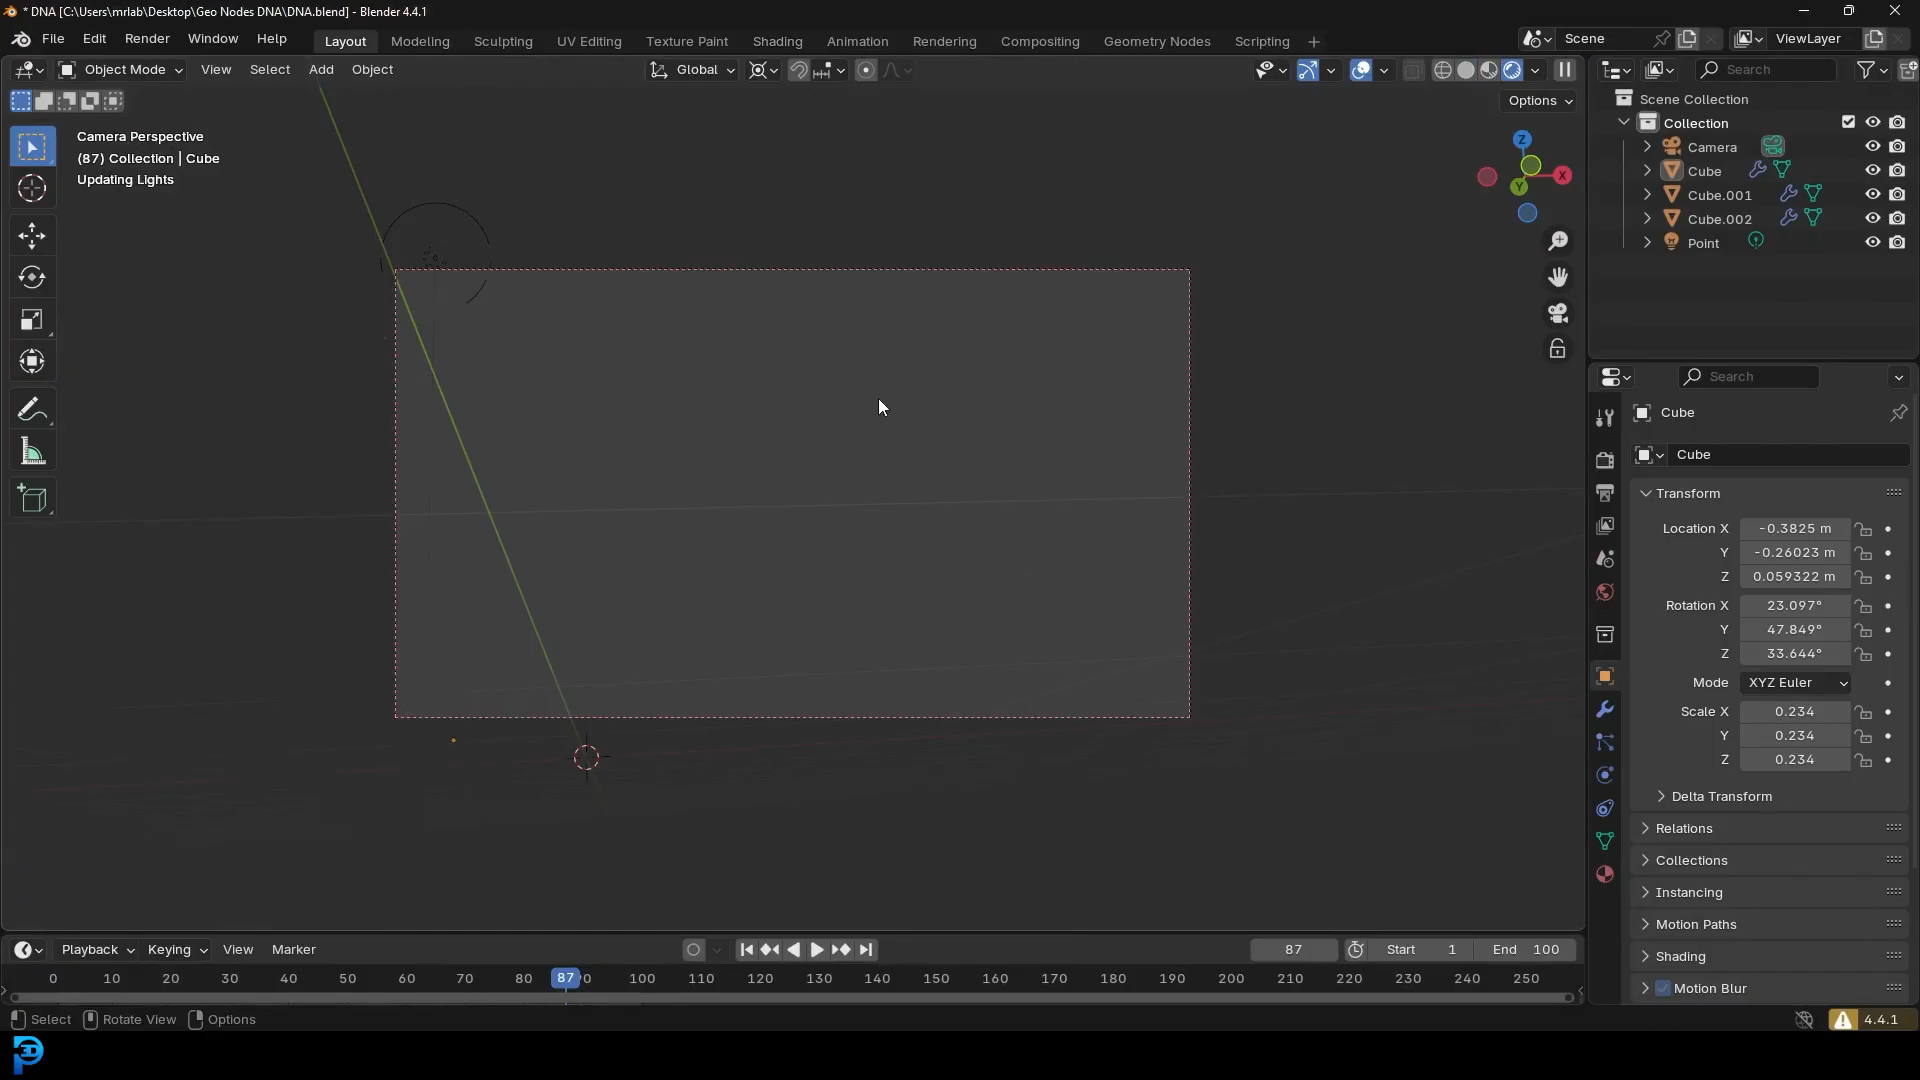 * DNA [C:\Users\mrlab\Desktop\Geo Nodes DNA\DNA.blend] - Blender 4.4.1
File Edit Render Window Help
Layout Modeling Sculpting UV Editing Texture Paint Shading Animation Rendering Compositing Geometry Nodes Scripting +
Scene
ViewLayer
Object Mode View Select Add Object
Global
Search
Options
Camera Perspective
(87) Collection | Cube
Updating Lights
Z
X
Y
Scene Collection
Collection
Camera
Cube
Cube.001
Cube.002
Point
Search
Cube
Cube
Transform
Location X -0.3825 m
Y -0.26023 m
Z 0.059322 m
Rotation X 23.097°
Y 47.849°
Z 33.644°
Mode XYZ Euler
Scale X 0.234
Y 0.234
Z 0.234
Delta Transform
Relations
Collections
Instancing
Motion Paths
Shading
Motion Blur
Playback Keying View Marker
87 Start 1 End 100
0 10 20 30 40 50 60 70 80 87 100 110 120 130 140 150 160 170 180 190 200 210 220 230 240 250
Select Rotate View Options
4.4.1